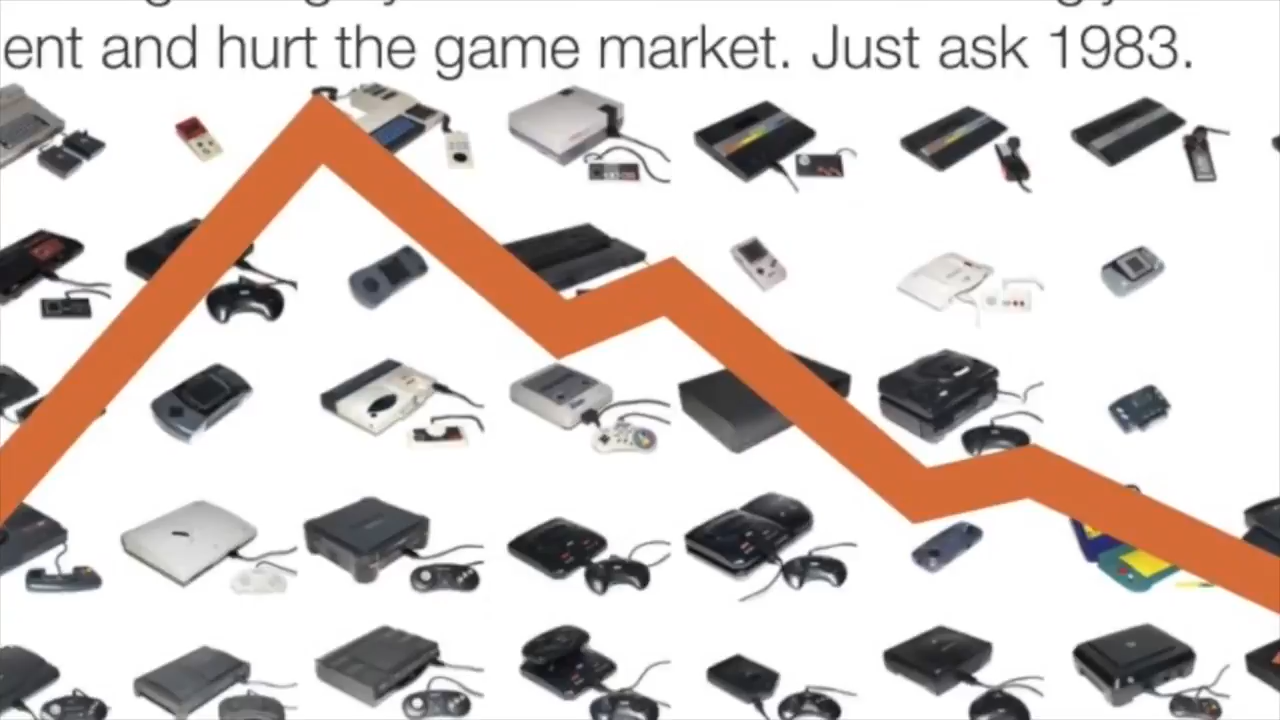 ent and hurt the game market. Just ask 1983.